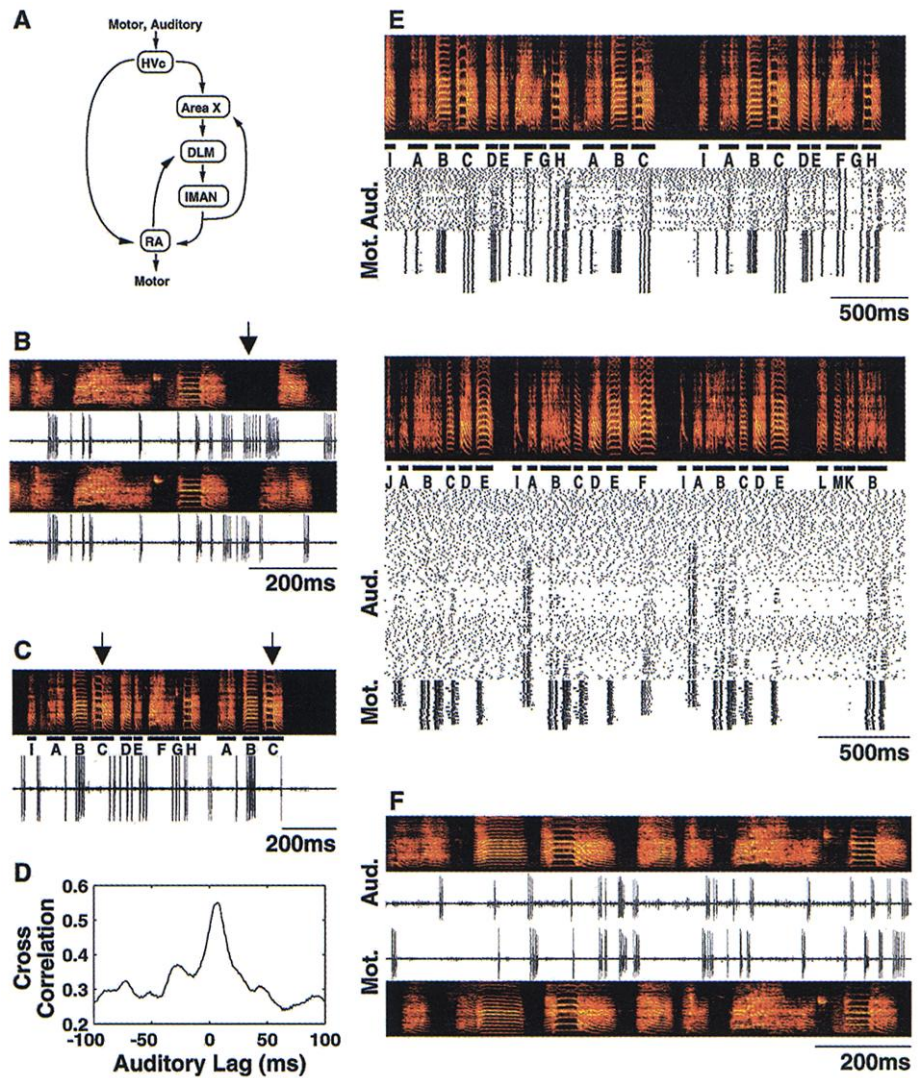 A
Motor, Auditory
HVc
Area X
DLM
lMAN
RA
Motor
B
200ms
C
I A B C D E F G H A B C
200ms
D
Cross Correlation
0.6
0.5
0.4
0.3
0.2
-100 -50 0 50 100
Auditory Lag (ms)
E
I A B C D E F G H A B C I A B C D E F G H
Mot. Aud.
500ms
J A B C D E I A B C D E F I A B C D E L M K B
Aud.
Mot.
500ms
F
Aud.
Mot.
200ms